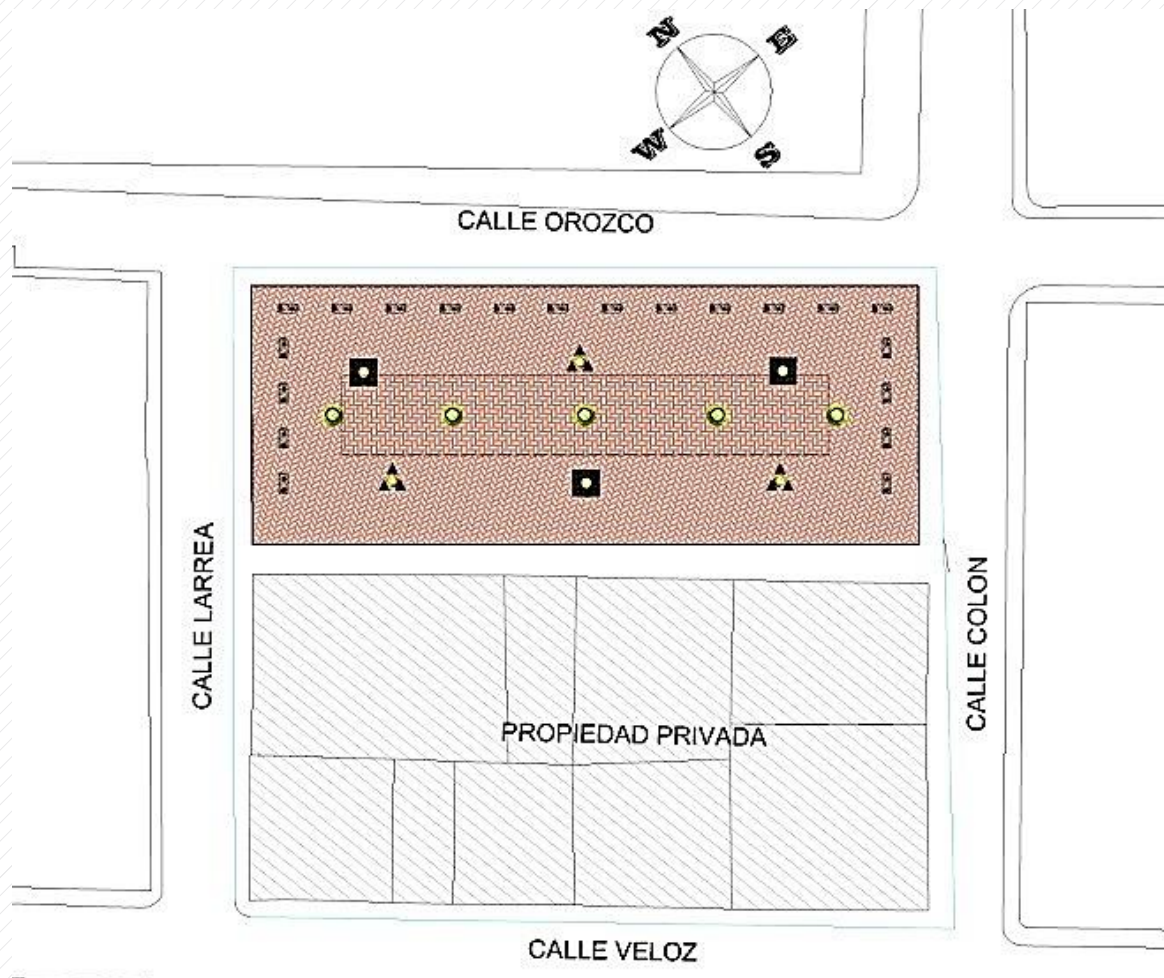 N
E
W
S
CALLE OROZCO
CALLE LARREA
CALLE COLON
PROPIEDAD PRIVADA
CALLE VELOZ